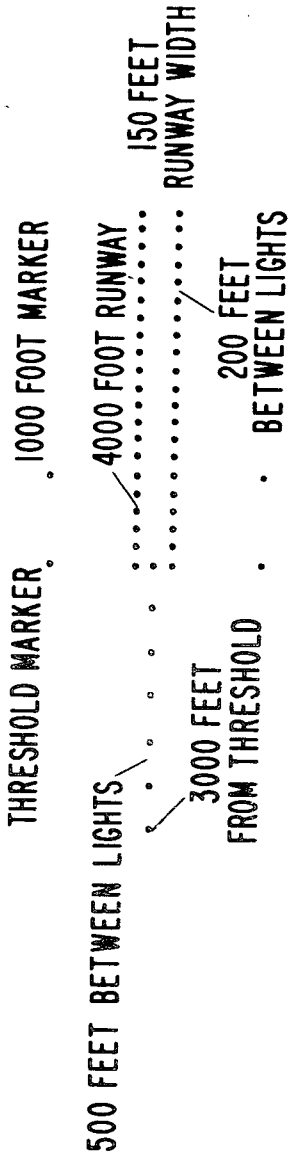 THRESHOLD MARKER
1000 FOOT MARKER
500 FEET BETWEEN LIGHTS
4000 FOOT RUNWAY
150 FEET
RUNWAY WIDTH
3000 FEET
FROM THRESHOLD
200 FEET
BETWEEN LIGHTS